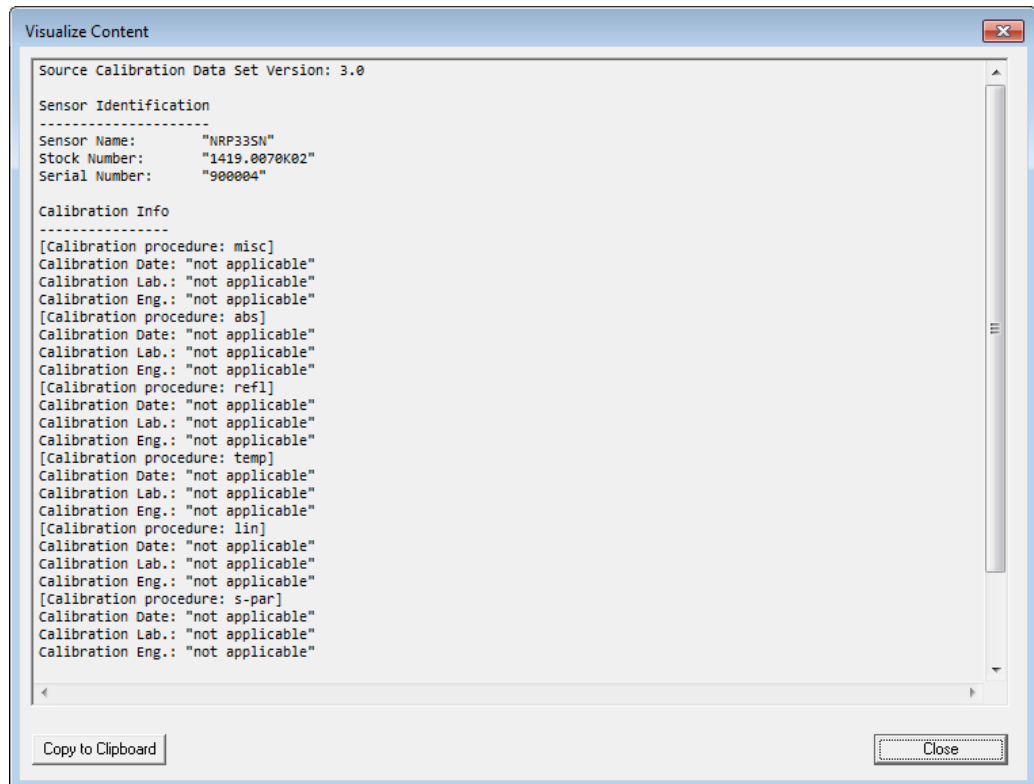 Visualize Content
Source Calibration Data Set Version: 3.0
Sensor Identification
---------------------
Sensor Name: "NRP33SN"
Stock Number: "1419.0070K02"
Serial Number: "900004"
Calibration Info
----------------
[Calibration procedure: misc]
Calibration Date: "not applicable"
Calibration Lab.: "not applicable"
Calibration Eng.: "not applicable"
[Calibration procedure: abs]
Calibration Date: "not applicable
Calibration Lab.: "not applicable"
Calibration Eng.: "not applicable"
[Calibration procedure: refl]
Calibration Date: "not applicable"
Calibration Lab.: "not applicable"
Calibration Eng.: "not applicable"
[Calibration procedure: temp]
Calibration Date: "not applicable"
Calibration Lab.: "not applicable"
Calibration Eng.: "not applicable"
[Calibration procedure: lin]
Calibration Date: "not applicable"
Calibration Lab.: "not applicable"
Calibration Eng.: "not applicable"
[Calibration procedure: s-par]
Calibration Date: "not applicable"
Calibration Lab.: "not applicable"
Calibration Eng.: "not applicable"
Copy to Clipboard
Close